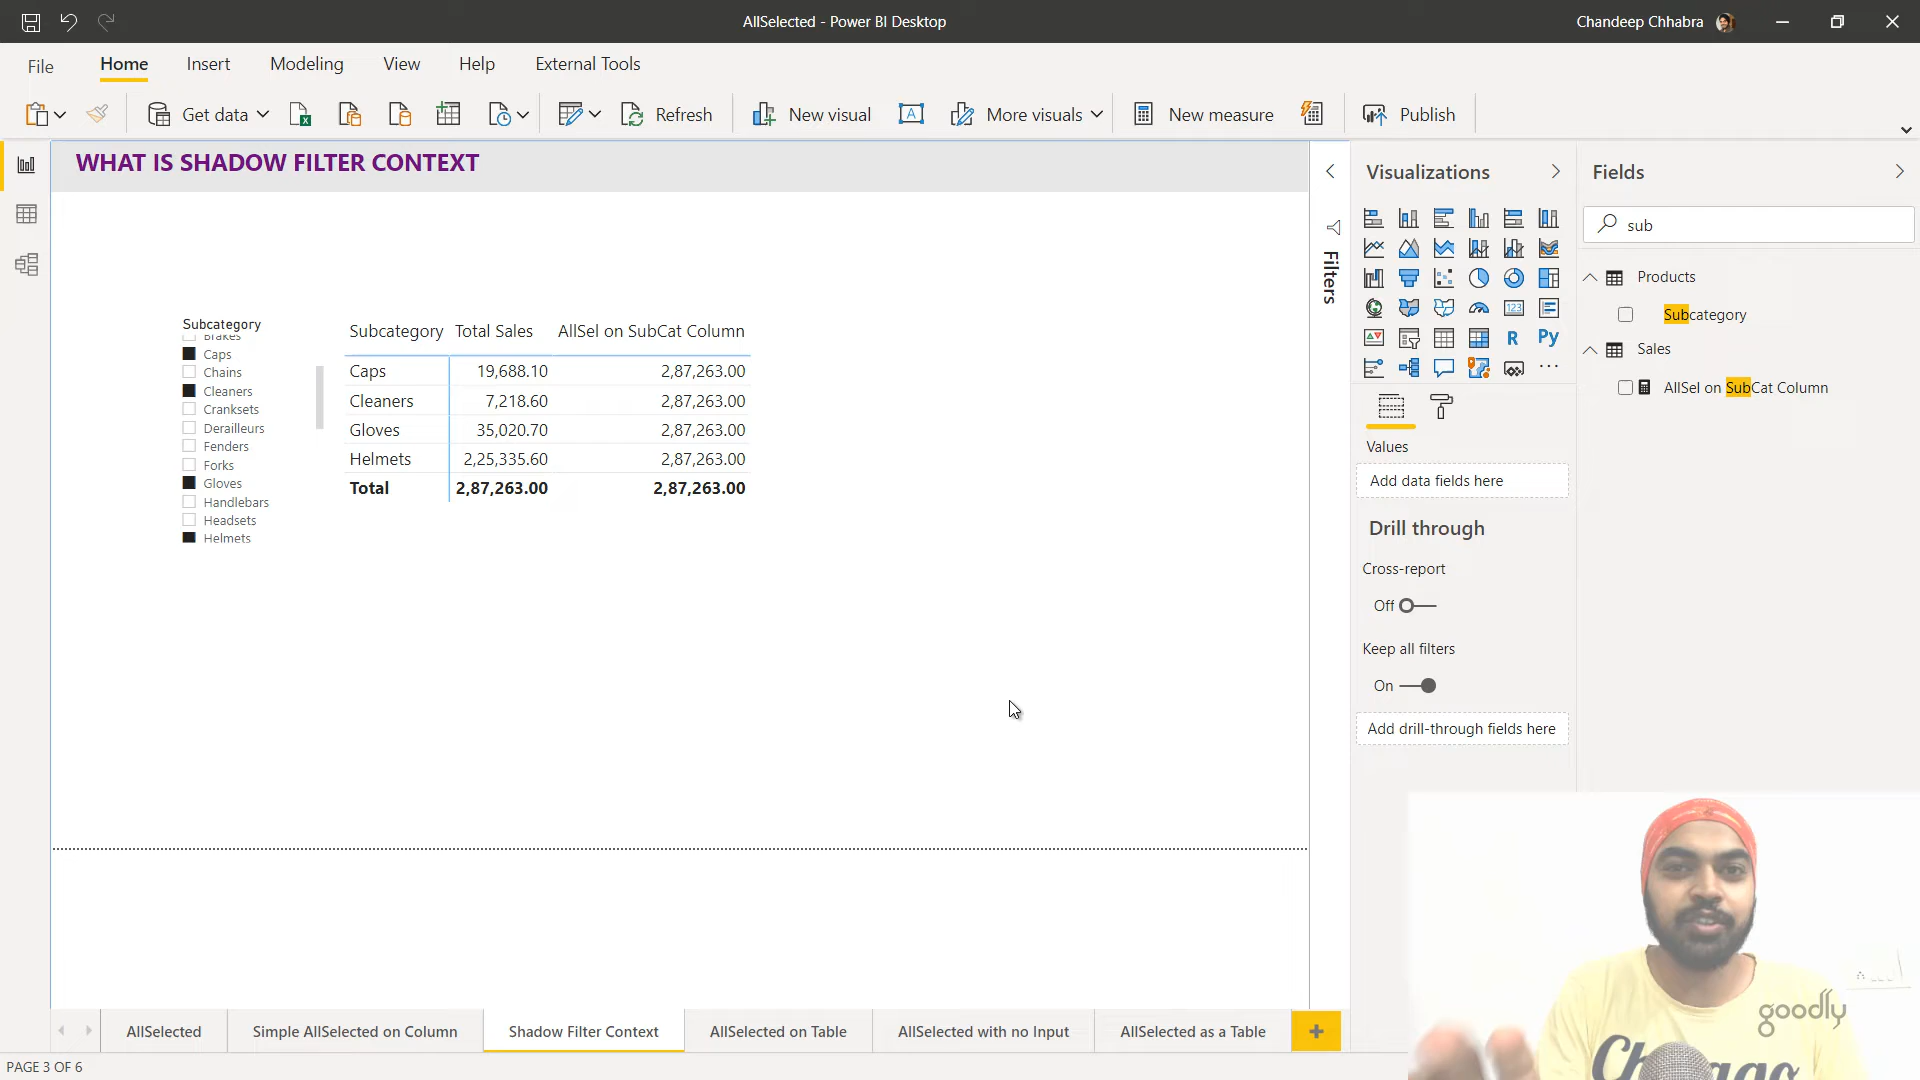 AllSelected - Power BI Desktop
Chandeep Chhabra
File
Home
Insert
Modeling
View
Help
External Tools
Get data
Refresh
New visual
More visuals
New measure
Publish
WHAT IS SHADOW FILTER CONTEXT
Subcategory
Brakes
Caps
Chains
Cleaners
Cranksets
Derailleurs
Fenders
Forks
Gloves
Handlebars
Headsets
Helmets
Subcategory Total Sales AllSel on SubCat Column
Caps 19,688.10 2,87,263.00
Cleaners 7,218.60 2,87,263.00
Gloves 35,020.70 2,87,263.00
Helmets 2,25,335.60 2,87,263.00
Total 2,87,263.00 2,87,263.00
Filters
Visualizations
R
Py
123
Values
Add data fields here
Drill through
Cross-report
Off
Keep all filters
On
Add drill-through fields here
Fields
sub
Products
Subcategory
Sales
AllSel on SubCat Column
goodly
AllSelected
Simple AllSelected on Column
Shadow Filter Context
AllSelected on Table
AllSelected with no Input
AllSelected as a Table
PAGE 3 OF 6